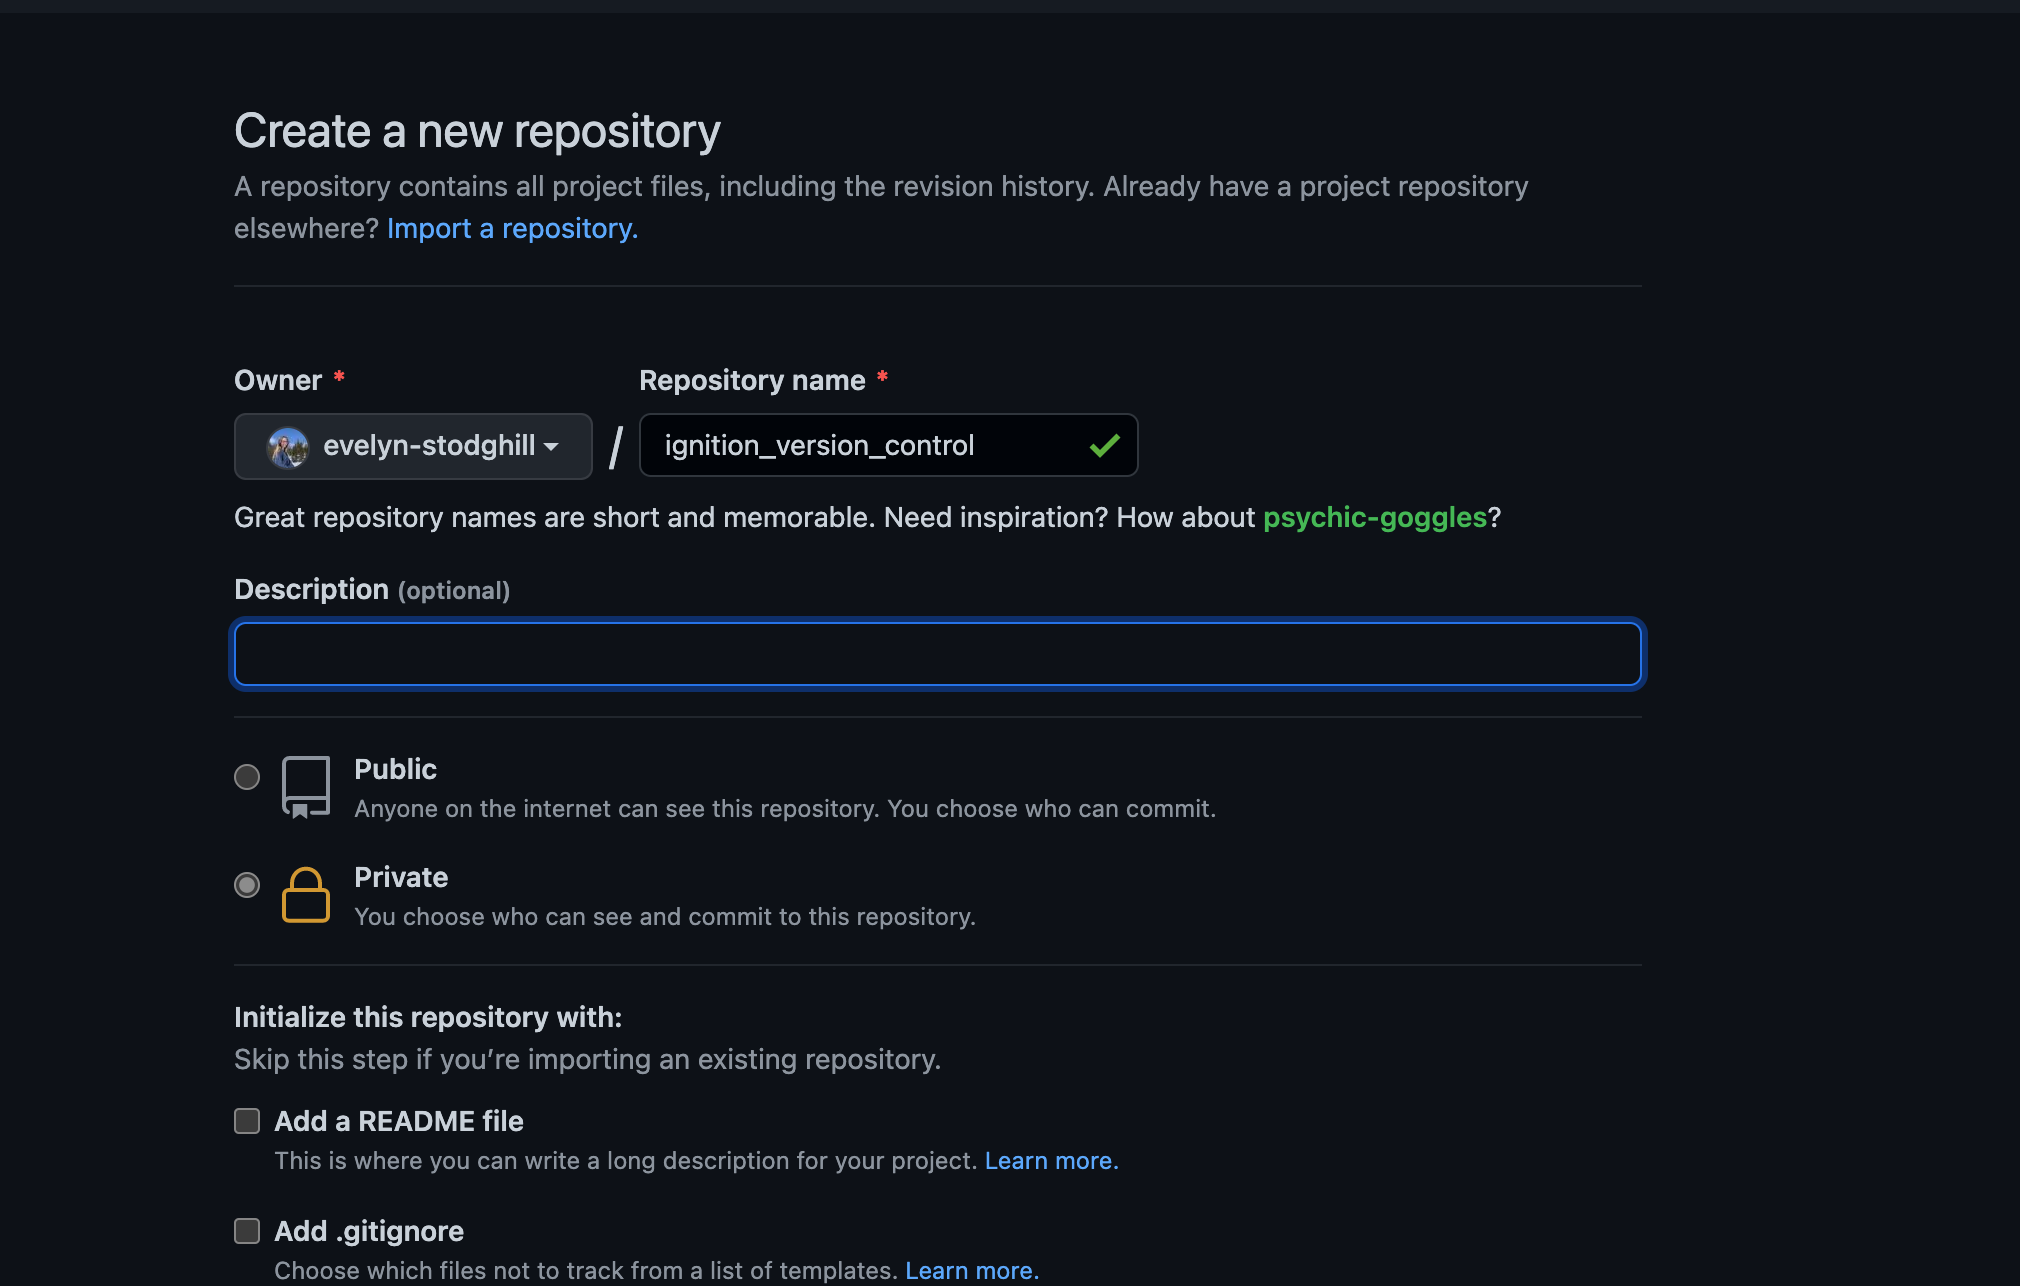 Create a new repository
A repository contains all project files, including the revision history. Already have a project repository
elsewhere? Import a repository.
Owner * Repository name *
evelyn-stodghill / ignition_version_control
Great repository names are short and memorable. Need inspiration? How about psychic-goggles?
Description (optional)
Public
Anyone on the internet can see this repository. You choose who can commit.
Private
You choose who can see and commit to this repository.
Initialize this repository with:
Skip this step if you’re importing an existing repository.
Add a README file
This is where you can write a long description for your project. Learn more.
Add .gitignore
Choose which files not to track from a list of templates. Learn more.